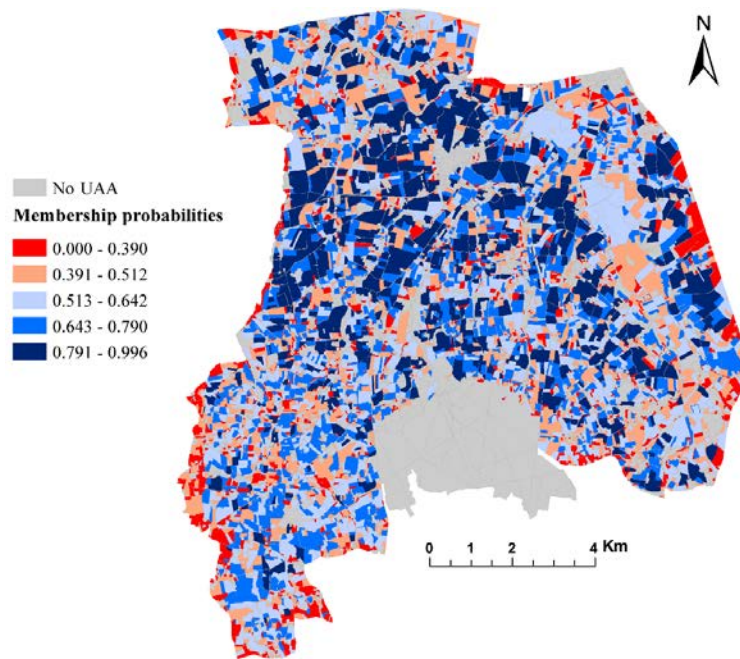 N
No UAA
Membership probabilities
0.000 - 0.390
0.391 - 0.512
0.513 - 0.642
0.643 - 0.790
0.791 - 0.996
0 1 2 4 Km